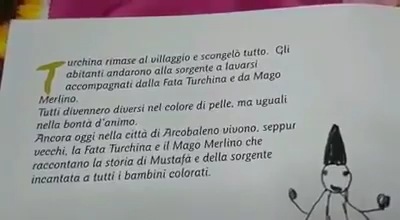 Turchina rimase al villaggio e scongelò tutto. Gli
abitanti andarono alla sorgente a lavarsi
accompagnati dalla Fata Turchina e da Mago
Merlino.
Tutti divennero diversi nel colore di pelle, ma uguali
nella bontà d'animo.
Ancora oggi nella città di Arcobaleno vivono, seppur
vecchi, la Fata Turchina e il Mago Merlino che
raccontano la storia di Mustafà e della sorgente
incantata a tutti i bambini colorati.